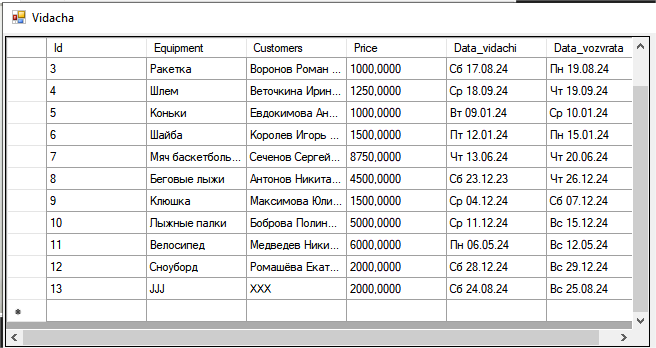 Vidacha
Id Equipment Customers Price Data_vidachi Data_vozvrata
3 Ракетка Воронов Роман ... 1000,0000 Сб 17.08.24 Пн 19.08.24
4 Шлем Веточкина Ирин... 1250,0000 Ср 18.09.24 Чт 19.09.24
5 Коньки Евдокимова Ан... 1000,0000 Вт 09.01.24 Ср 10.01.24
6 Шайба Королев Игорь ... 1500,0000 Пт 12.01.24 Пн 15.01.24
7 Мяч баскетболь... Сеченов Сергей... 8750,0000 Чт 13.06.24 Чт 20.06.24
8 Беговые лыжи Антонов Никита... 4500,0000 Сб 23.12.23 Чт 26.12.24
9 Клюшка Максимова Юли... 1500,0000 Ср 04.12.24 Сб 07.12.24
10 Лыжные палки Боброва Полин... 5000,0000 Ср 11.12.24 Вс 15.12.24
11 Велосипед Медведев Ники... 6000,0000 Пн 06.05.24 Вс 12.05.24
12 Сноуборд Ромашёва Екат... 2000,0000 Сб 28.12.24 Вс 29.12.24
13 JJJ XXX 2000,0000 Сб 24.08.24 Вс 25.08.24
*